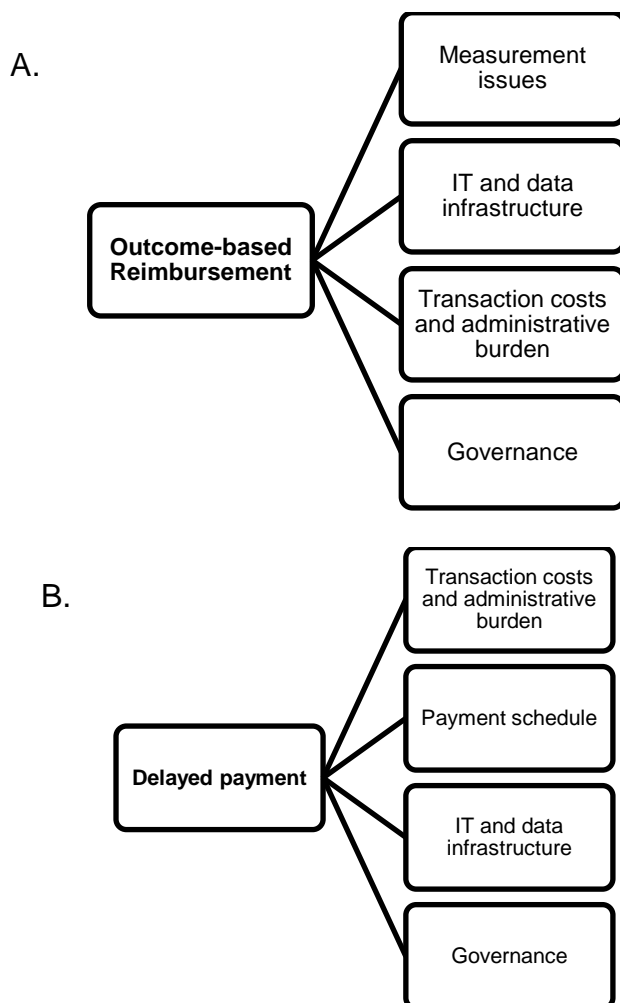 A.
Measurement
issues
IT and data
infrastructure
Outcome-based
Reimbursement
Transaction costs
and administrative
burden
Governance
B.
Transaction costs
and administrative
burden
Payment schedule
Delayed payment
IT and data
infrastructure
Governance